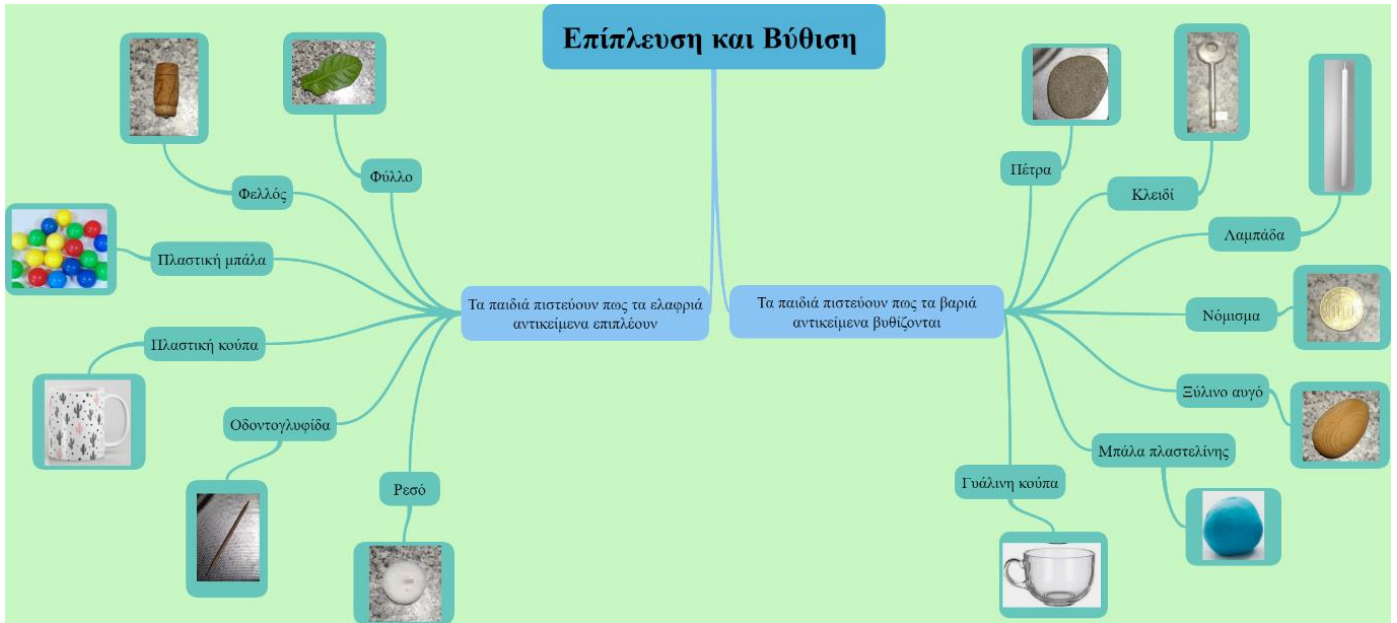 Επίπλευση και Βύθιση
Τα παιδιά πιστεύουν πως τα ελαφριά
αντικείμενα επιπλέουν
Φύλλο
Φελλός
Πλαστική μπάλα
Πλαστική κούπα
Οδοντογλυφίδα
Ρεσό
Τα παιδιά πιστεύουν πως τα βαριά
αντικείμενα βυθίζονται
Πέτρα
Κλειδί
Λαμπάδα
Νόμισμα
Ξύλινο αυγό
Μπάλα πλαστελίνης
Γυάλινη κούπα